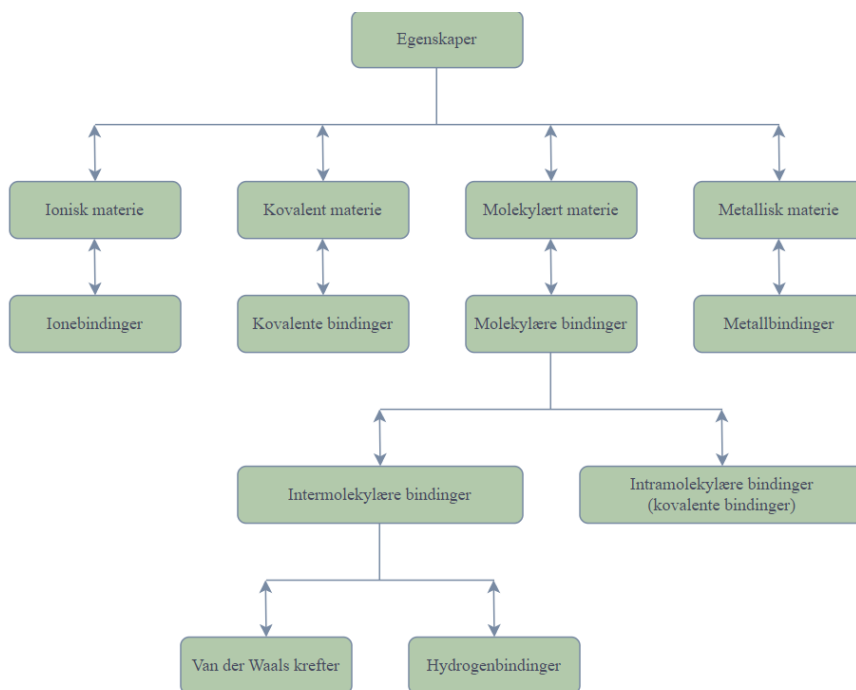 Egenskaper
Ionisk materie
Kovalent materie
Molekylært materie
Metallisk materie
Ionebindinger
Kovalente bindinger
Molekylære bindinger
Metallbindinger
Intermolekylære bindinger
Intramolekylære bindinger
(kovalente bindinger)
Van der Waals krefter
Hydrogenbindinger